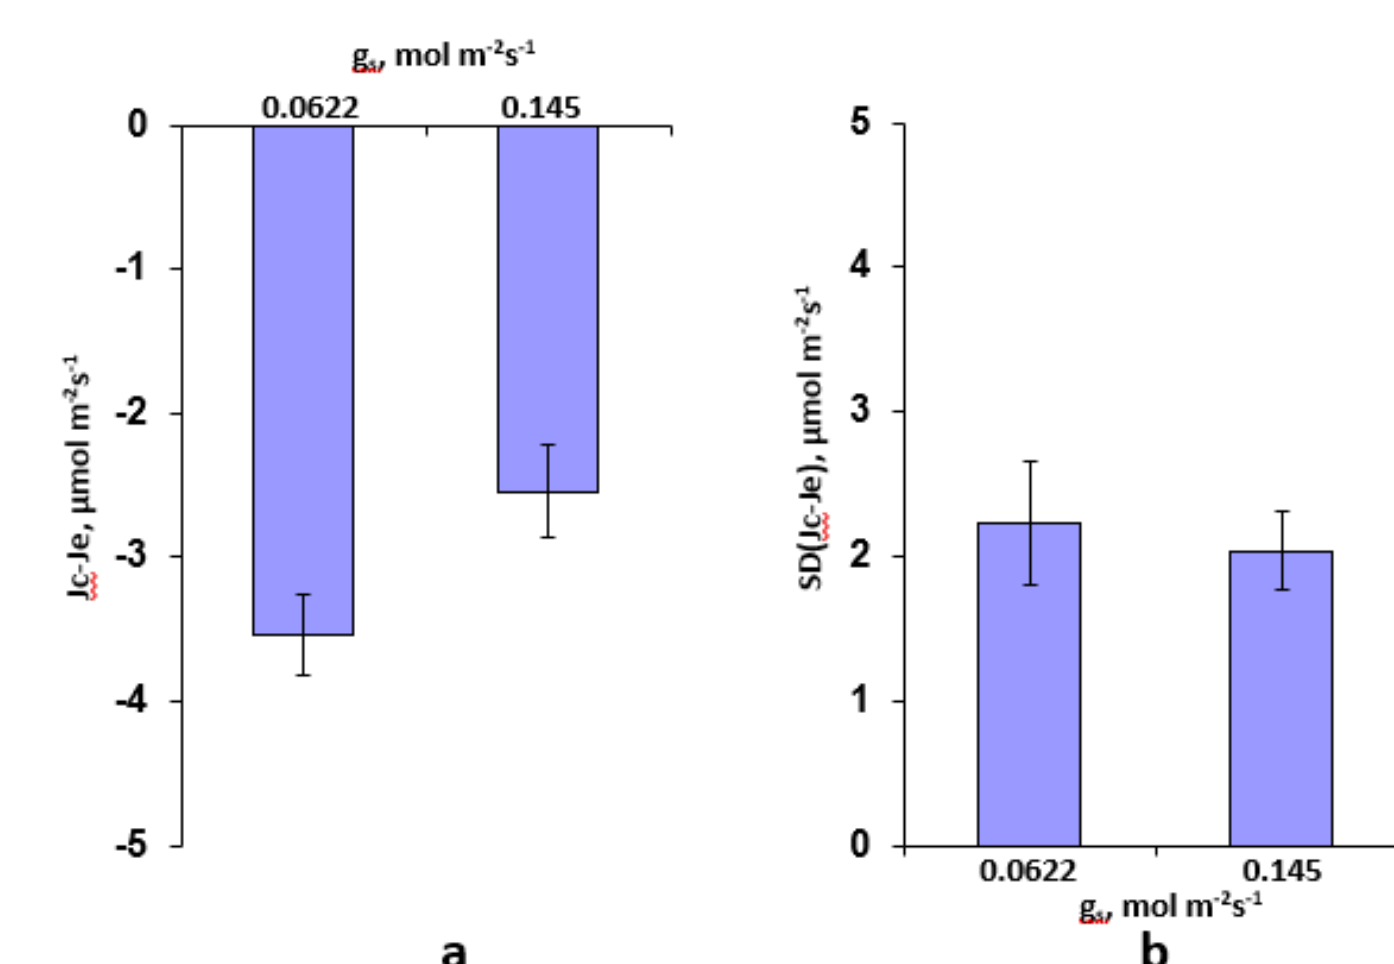 gₛ, mol m⁻²s⁻¹
0.0622 0.145
0
-1
-2
-3
-4
-5
Jc-Je, µmol m⁻²s⁻¹
a
5
4
3
2
1
0
SD(Jc-Je), µmol m⁻²s⁻¹
0.0622 0.145
gₛ, mol m⁻²s⁻¹
b